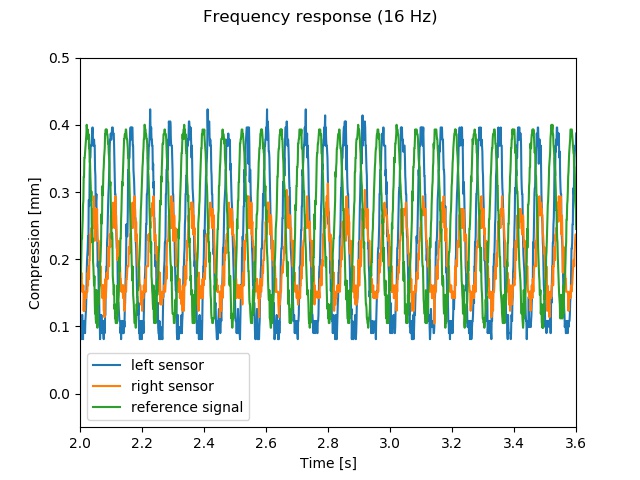 Frequency response (16 Hz)
Compression [mm]
0.5
0.4
0.3
0.2
0.1
0.0
left sensor
right sensor
reference signal
2.0 2.2 2.4 2.6 2.8 3.0 3.2 3.4 3.6
Time [s]